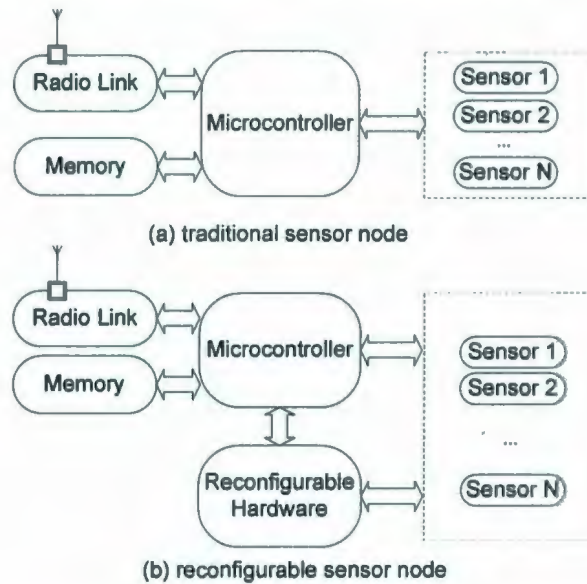 Radio Link
Memory
Microcontroller
Sensor 1
Sensor 2
...
Sensor N
(a) traditional sensor node
Radio Link
Memory
Microcontroller
Reconfigurable
Hardware
Sensor 1
Sensor 2
...
Sensor N
(b) reconfigurable sensor node